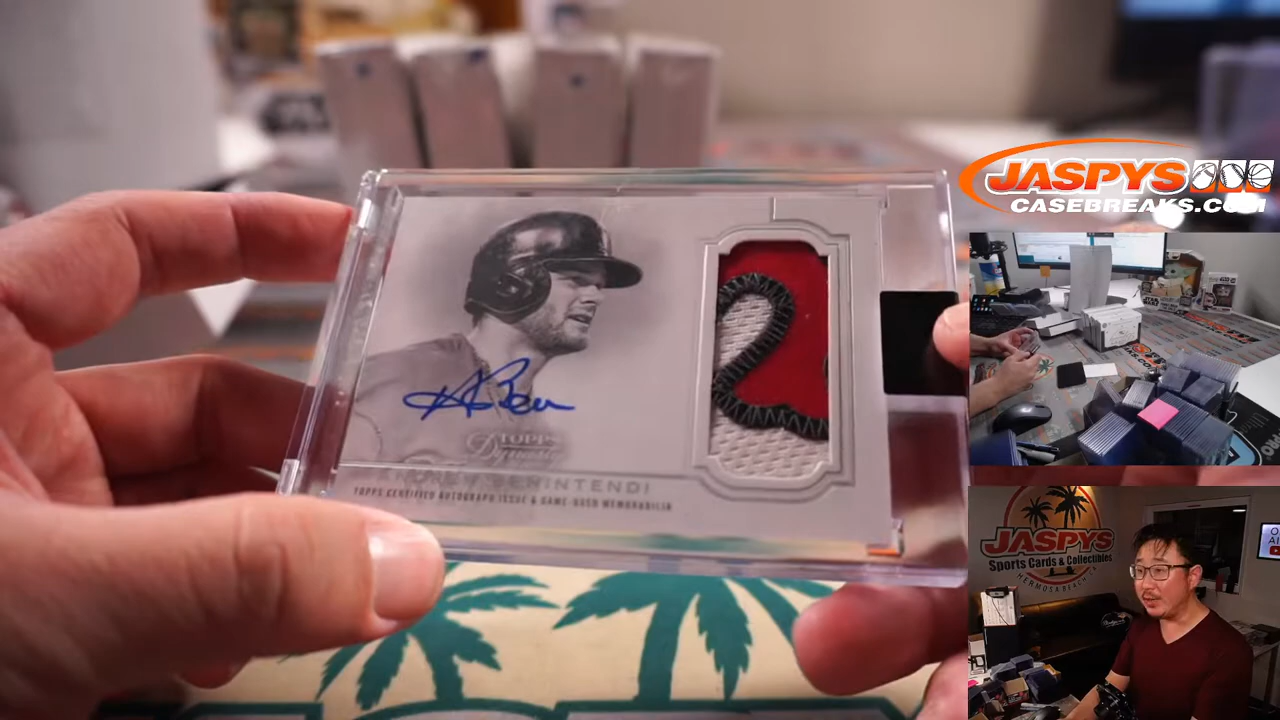 JASPYS
CASEBREAKS.COM
A Ben
TOPPS
Dynasty
ANDREW BENINTENDI
TOPPS CERTIFIED AUTOGRAPH ISSUE & GAME-USED MEMORABILIA
JASPYS
Sports Cards & Collectibles
HERMOSA BEACH, CA